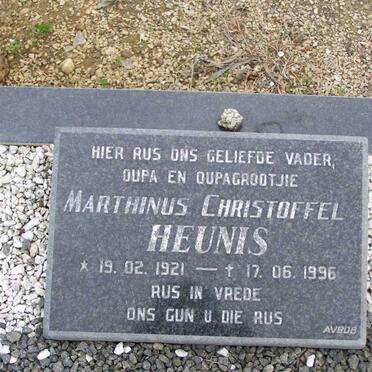 HIER RUS ONS GELIEFDE VADER,
OUPA EN OUPAGROOTJIE
MARTHINUS CHRISTOFFEL
HEUNIS
* 19. 02. 1921 — † 17. 06. 1996
RUS IN VREDE
ONS GUN U DIE RUS
AVBOB